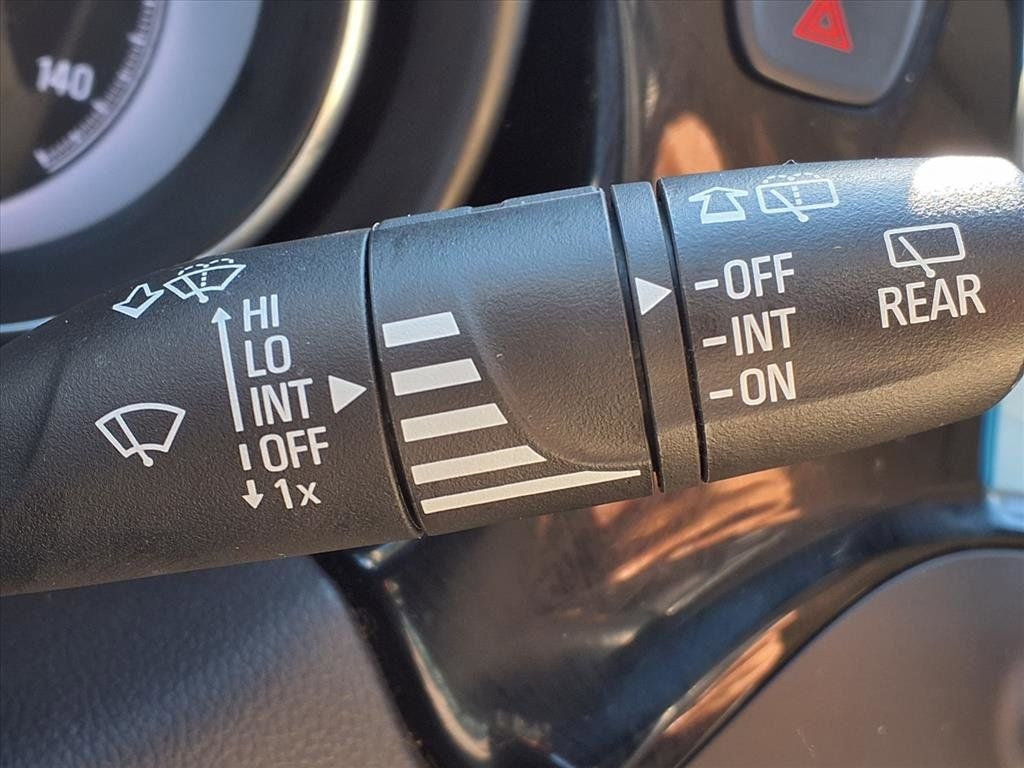 140
HI
LO
INT
OFF
1x
-OFF
-INT
-ON
REAR